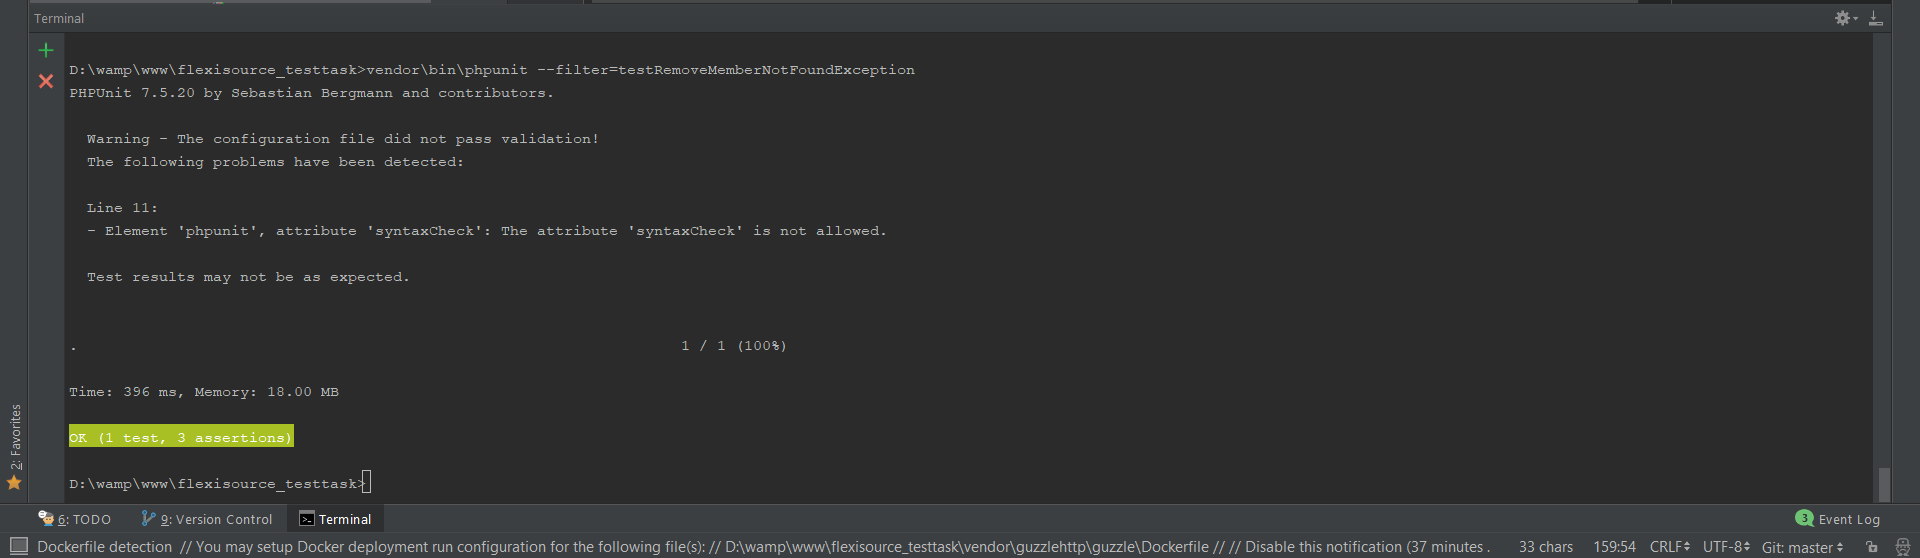 Terminal
D:\wamp\www\flexisource_testtask>vendor\bin\phpunit --filter=testRemoveMemberNotFoundException
PHPUnit 7.5.20 by Sebastian Bergmann and contributors.
Warning - The configuration file did not pass validation!
The following problems have been detected:
Line 11:
- Element 'phpunit', attribute 'syntaxCheck': The attribute 'syntaxCheck' is not allowed.
Test results may not be as expected.
. 1 / 1 (100%)
Time: 396 ms, Memory: 18.00 MB
OK (1 test, 3 assertions)
D:\wamp\www\flexisource_testtask>
2: Favorites
6: TODO 9: Version Control Terminal 3 Event Log
Dockerfile detection // You may setup Docker deployment run configuration for the following file(s): // D:\wamp\www\flexisource_testtask\vendor\guzzlehttp\guzzle\Dockerfile // // Disable this notification (37 minutes . 33 chars 159:54 CRLF UTF-8 Git: master